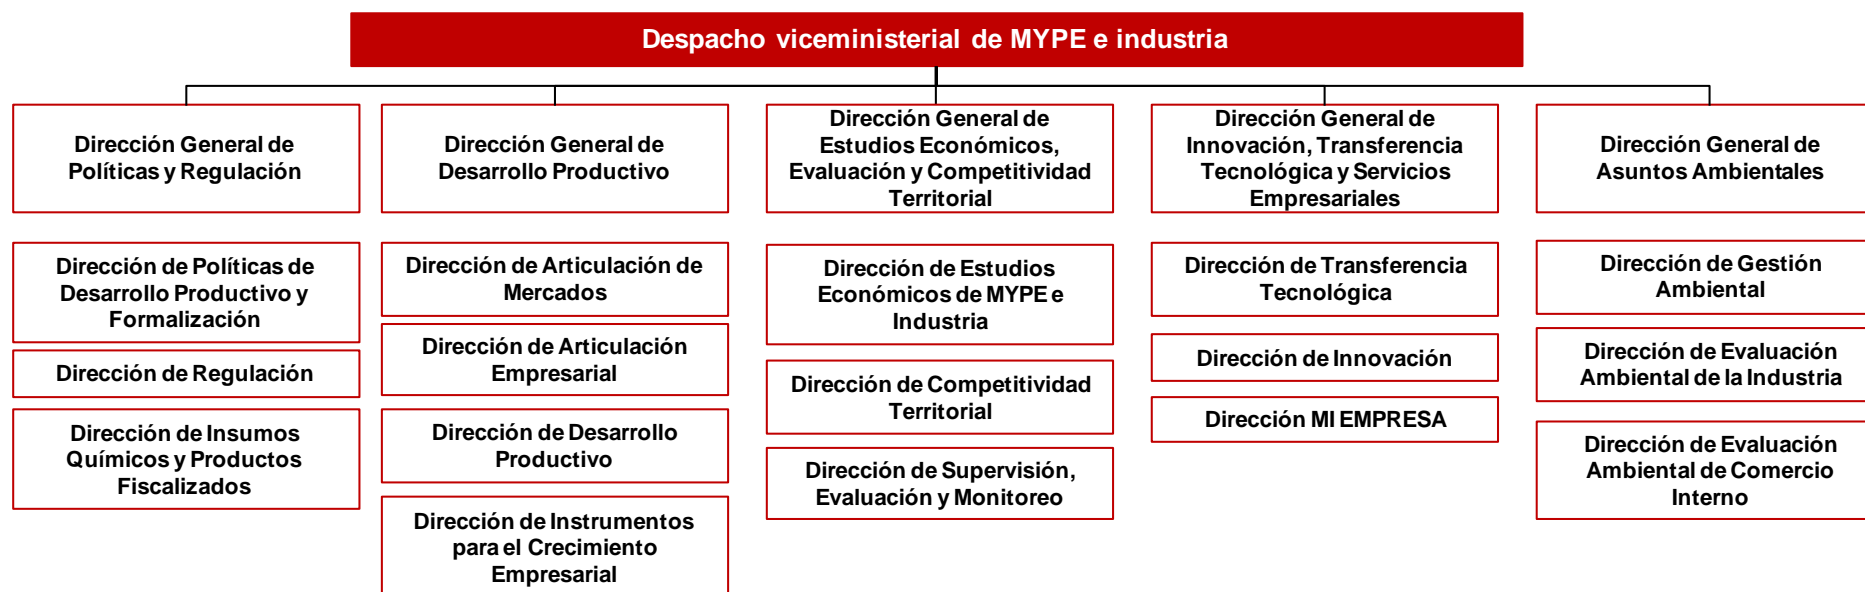 Despacho viceministerial de MYPE e industria
Dirección General de
Políticas y Regulación
Dirección General de
Desarrollo Productivo
Dirección General de
Estudios Económicos,
Evaluación y Competitividad
Territorial
Dirección General de
Innovación, Transferencia
Tecnológica y Servicios
Empresariales
Dirección General de
Asuntos Ambientales
Dirección de Políticas de
Desarrollo Productivo y
Formalización
Dirección de Regulación
Dirección de Insumos
Químicos y Productos
Fiscalizados
Dirección de Articulación de
Mercados
Dirección de Articulación
Empresarial
Dirección de Desarrollo
Productivo
Dirección de Instrumentos
para el Crecimiento
Empresarial
Dirección de Estudios
Económicos de MYPE e
Industria
Dirección de Competitividad
Territorial
Dirección de Supervisión,
Evaluación y Monitoreo
Dirección de Transferencia
Tecnológica
Dirección de Innovación
Dirección MI EMPRESA
Dirección de Gestión
Ambiental
Dirección de Evaluación
Ambiental de la Industria
Dirección de Evaluación
Ambiental de Comercio
Interno